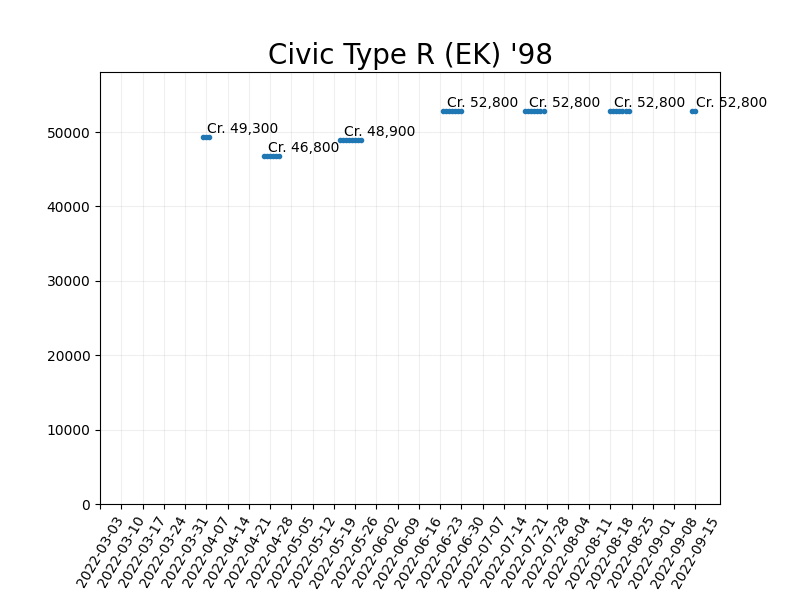 Civic Type R (EK) '98
Cr. 52,800 Cr. 52,800 Cr. 52,800 Cr. 52,800
50000 Cr. 49,300 Cr. 48,900
Cr. 46,800
40000
30000
20000
10000
0
2022-03-03 2022-03-10 2022-03-17 2022-03-24 2022-03-31 2022-04-07 2022-04-14 2022-04-21 2022-04-28 2022-05-05 2022-05-12 2022-05-19 2022-05-26 2022-06-02 2022-06-09 2022-06-16 2022-06-23 2022-06-30 2022-07-07 2022-07-14 2022-07-21 2022-07-28 2022-08-04 2022-08-11 2022-08-18 2022-08-25 2022-09-01 2022-09-08 2022-09-15